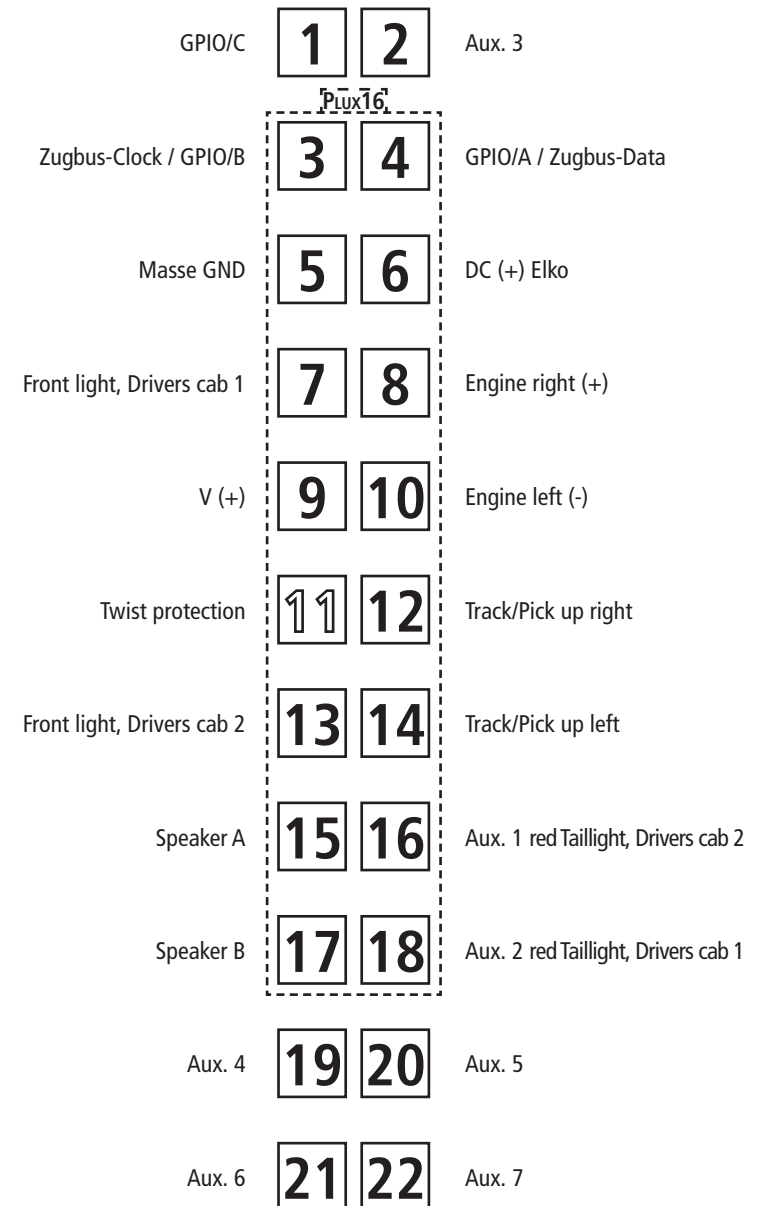 GPIO/C 1 2 Aux. 3
PLUX16
Zugbus-Clock / GPIO/B 3 4 GPIO/A / Zugbus-Data
Masse GND 5 6 DC (+) Elko
Front light, Drivers cab 1 7 8 Engine right (+)
V (+) 9 10 Engine left (-)
Twist protection 11 12 Track/Pick up right
Front light, Drivers cab 2 13 14 Track/Pick up left
Speaker A 15 16 Aux. 1 red Taillight, Drivers cab 2
Speaker B 17 18 Aux. 2 red Taillight, Drivers cab 1
Aux. 4 19 20 Aux. 5
Aux. 6 21 22 Aux. 7